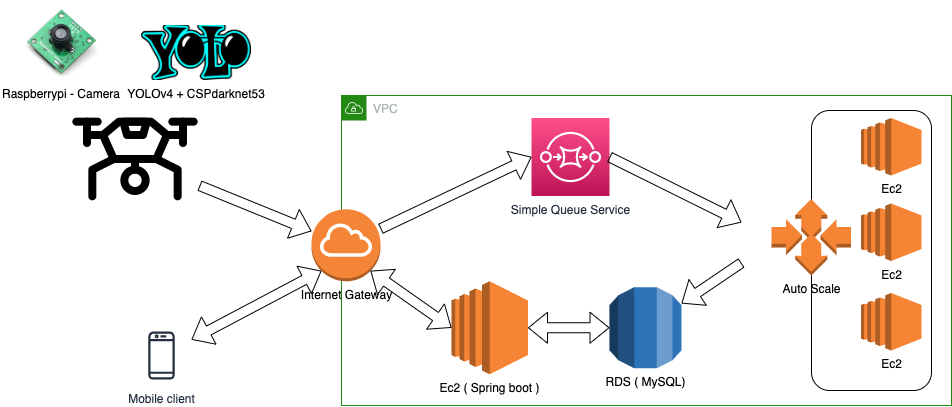 YOLO
Raspberrypi - Camera
YOLOv4 + CSPdarknet53
VPC
Simple Queue Service
Ec2
Ec2
Auto Scale
Internet Gateway
Ec2
Ec2 ( Spring boot )
RDS ( MySQL)
Mobile client